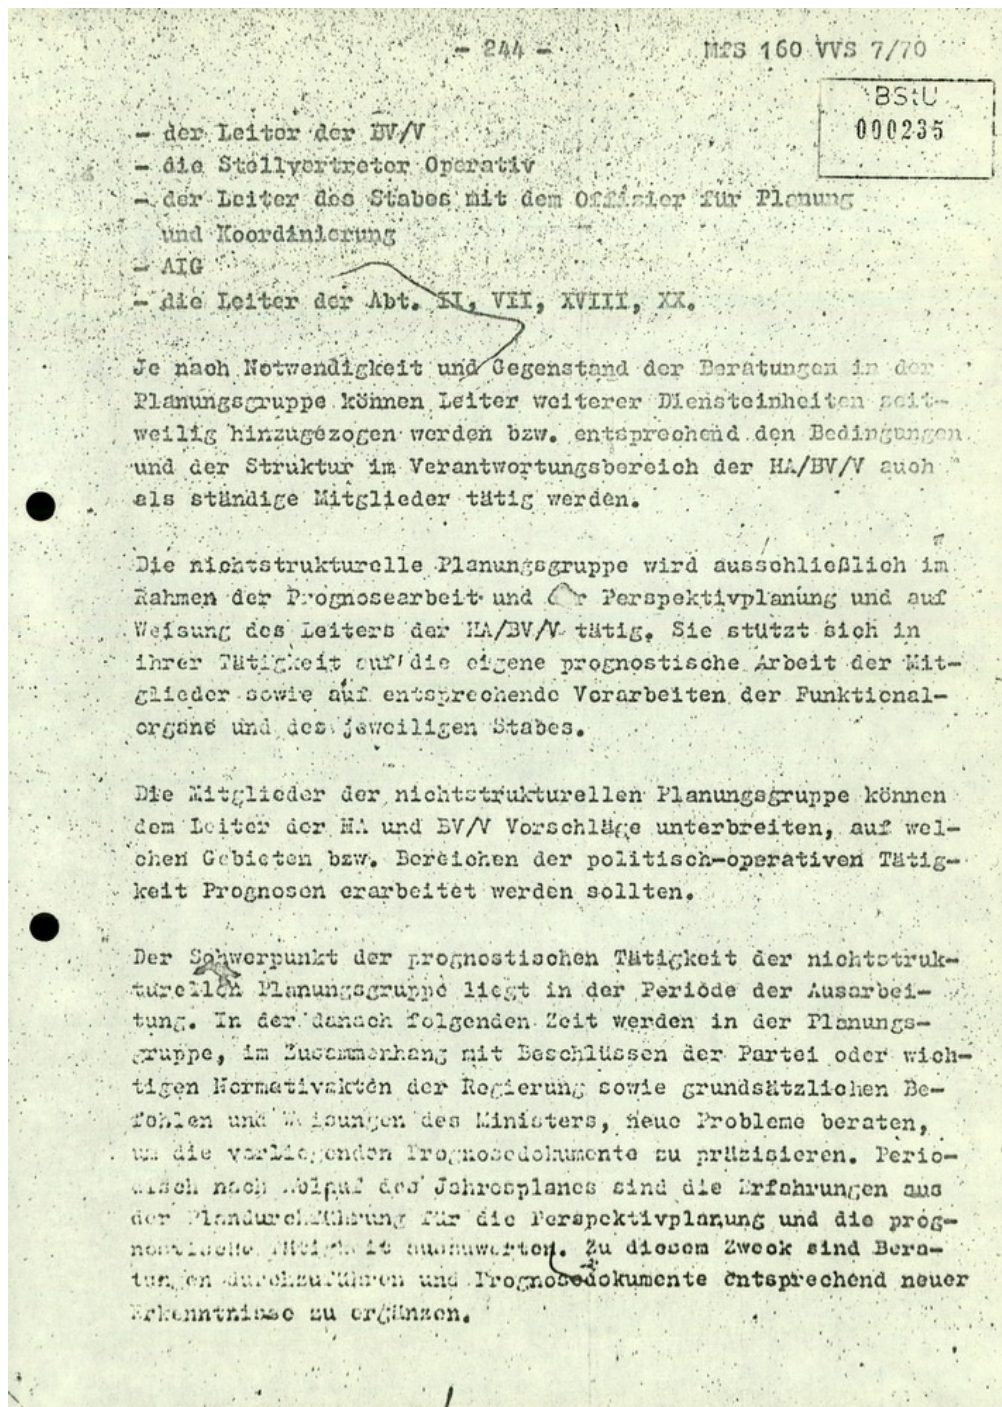 - 244 -
MfS 160 VVS 7/70
BStU
000235
- der Leiter der BV/V
- die Stellvertreter Operativ
- der Leiter des Stabes mit dem Offizier für Planung
und Koordinierung
- AIG
- die Leiter der Abt. II, VII, XVIII, XX.
Je nach Notwendigkeit und Gegenstand der Beratungen in der
Planungsgruppe können Leiter weiterer Diensteinheiten zeit-
weilig hinzugezogen werden bzw. entsprechend den Bedingungen
und der Struktur im Verantwortungsbereich der HA/BV/V auch
als ständige Mitglieder tätig werden.
Die nichtstrukturelle Planungsgruppe wird ausschließlich im
Rahmen der Prognosearbeit und der Perspektivplanung und auf
Weisung des Leiters der HA/BV/V tätig. Sie stützt sich in
ihrer Tätigkeit auf die eigene prognostische Arbeit der Mit-
glieder sowie auf entsprechende Vorarbeiten der Funktional-
organe und des jeweiligen Stabes.
Die Mitglieder der nichtstrukturellen Planungsgruppe können
dem Leiter der HA und BV/V Vorschläge unterbreiten, auf wel-
chen Gebieten bzw. Bereichen der politisch-operativen Tätig-
keit Prognosen erarbeitet werden sollten.
Der Schwerpunkt der prognostischen Tätigkeit der nichtstruk-
turellen Planungsgruppe liegt in der Periode der Ausarbei-
tung. In der danach folgenden Zeit werden in der Planungs-
gruppe, im Zusammenhang mit Beschlüssen der Partei oder wich-
tigen Normativakten der Regierung sowie grundsätzlichen Be-
fehlen und Weisungen des Ministers, neue Probleme beraten,
um die vorliegenden Prognosedokumente zu präzisieren. Perio-
disch nach Ablauf des Jahresplanes sind die Erfahrungen aus
der Plandurchführung für die Perspektivplanung und die prog-
nostische Tätigkeit auszuwerten. Zu diesem Zweck sind Bera-
tungen durchzuführen und Prognosedokumente entsprechend neuer
Erkenntnisse zu ergänzen.